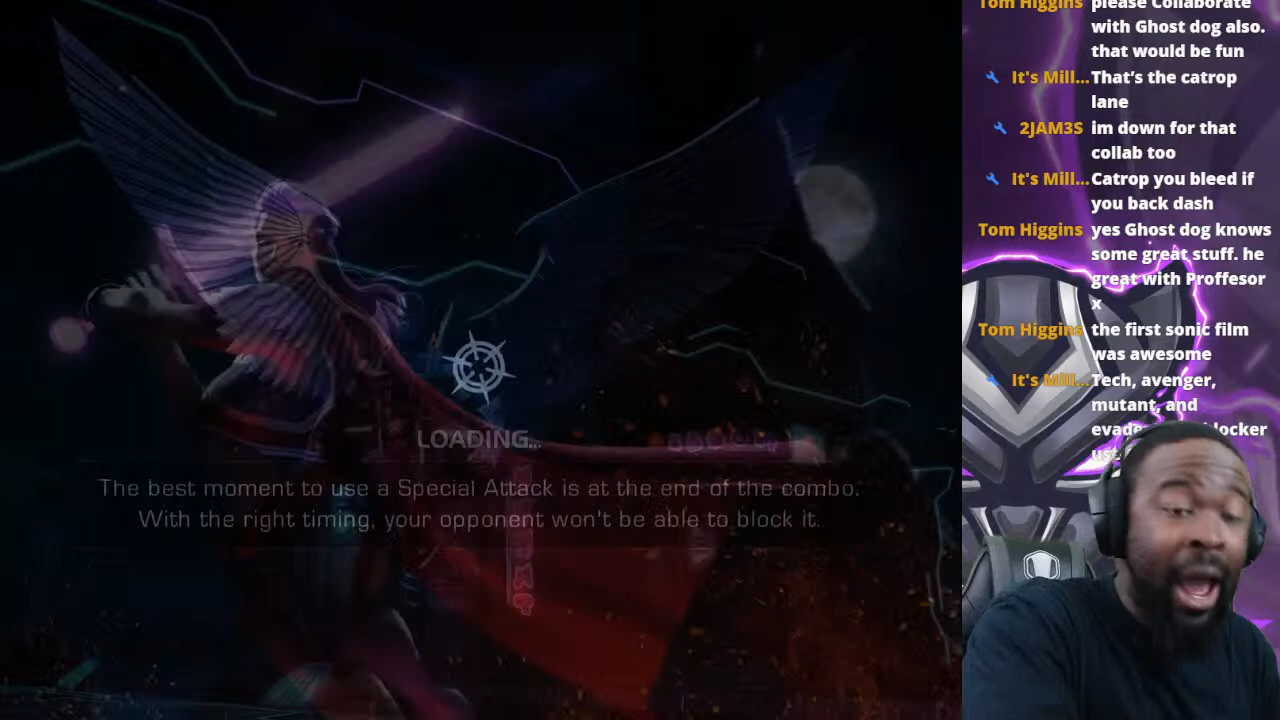 LOADING...
The best moment to use a Special Attack is at the end of the combo.
With the right timing, your opponent won't be able to block it.
Tom Higgins please Collaborate
with Ghost dog also.
that would be fun
It's Mill... That's the catrop
lane
2JAM3S im down for that
collab too
It's Mill... Catrop you bleed if
you back dash
Tom Higgins yes Ghost dog knows
some great stuff. he
great with Proffesor
x
Tom Higgins the first sonic film
was awesome
It's Mill... Tech, avenger,
mutant, and